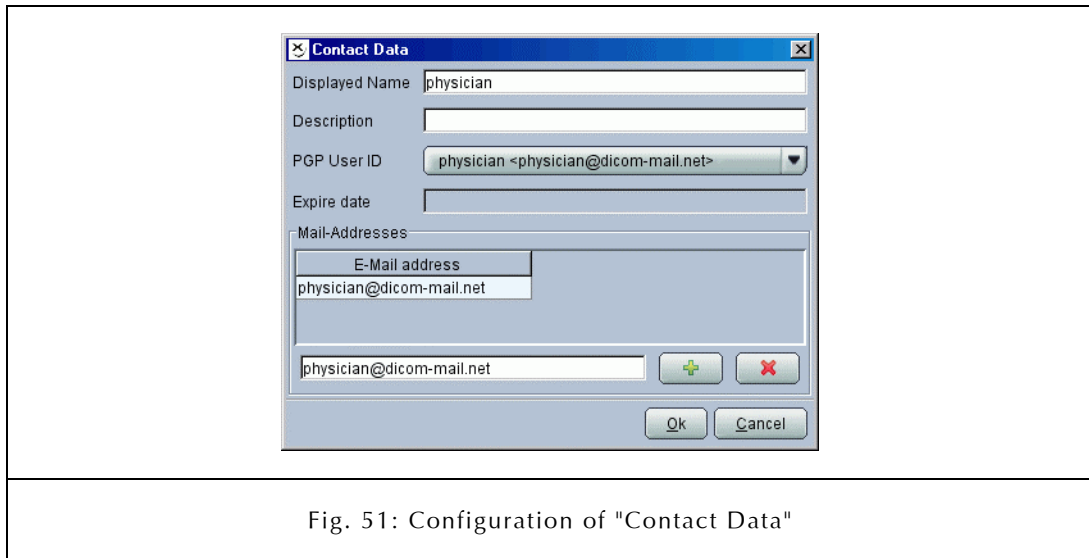 Contact Data
Displayed Name physician
Description
PGP User ID physician <physician@dicom-mail.net>
Expire date
Mail-Addresses
E-Mail address
physician@dicom-mail.net
physician@dicom-mail.net
Ok Cancel
Fig. 51: Configuration of "Contact Data"